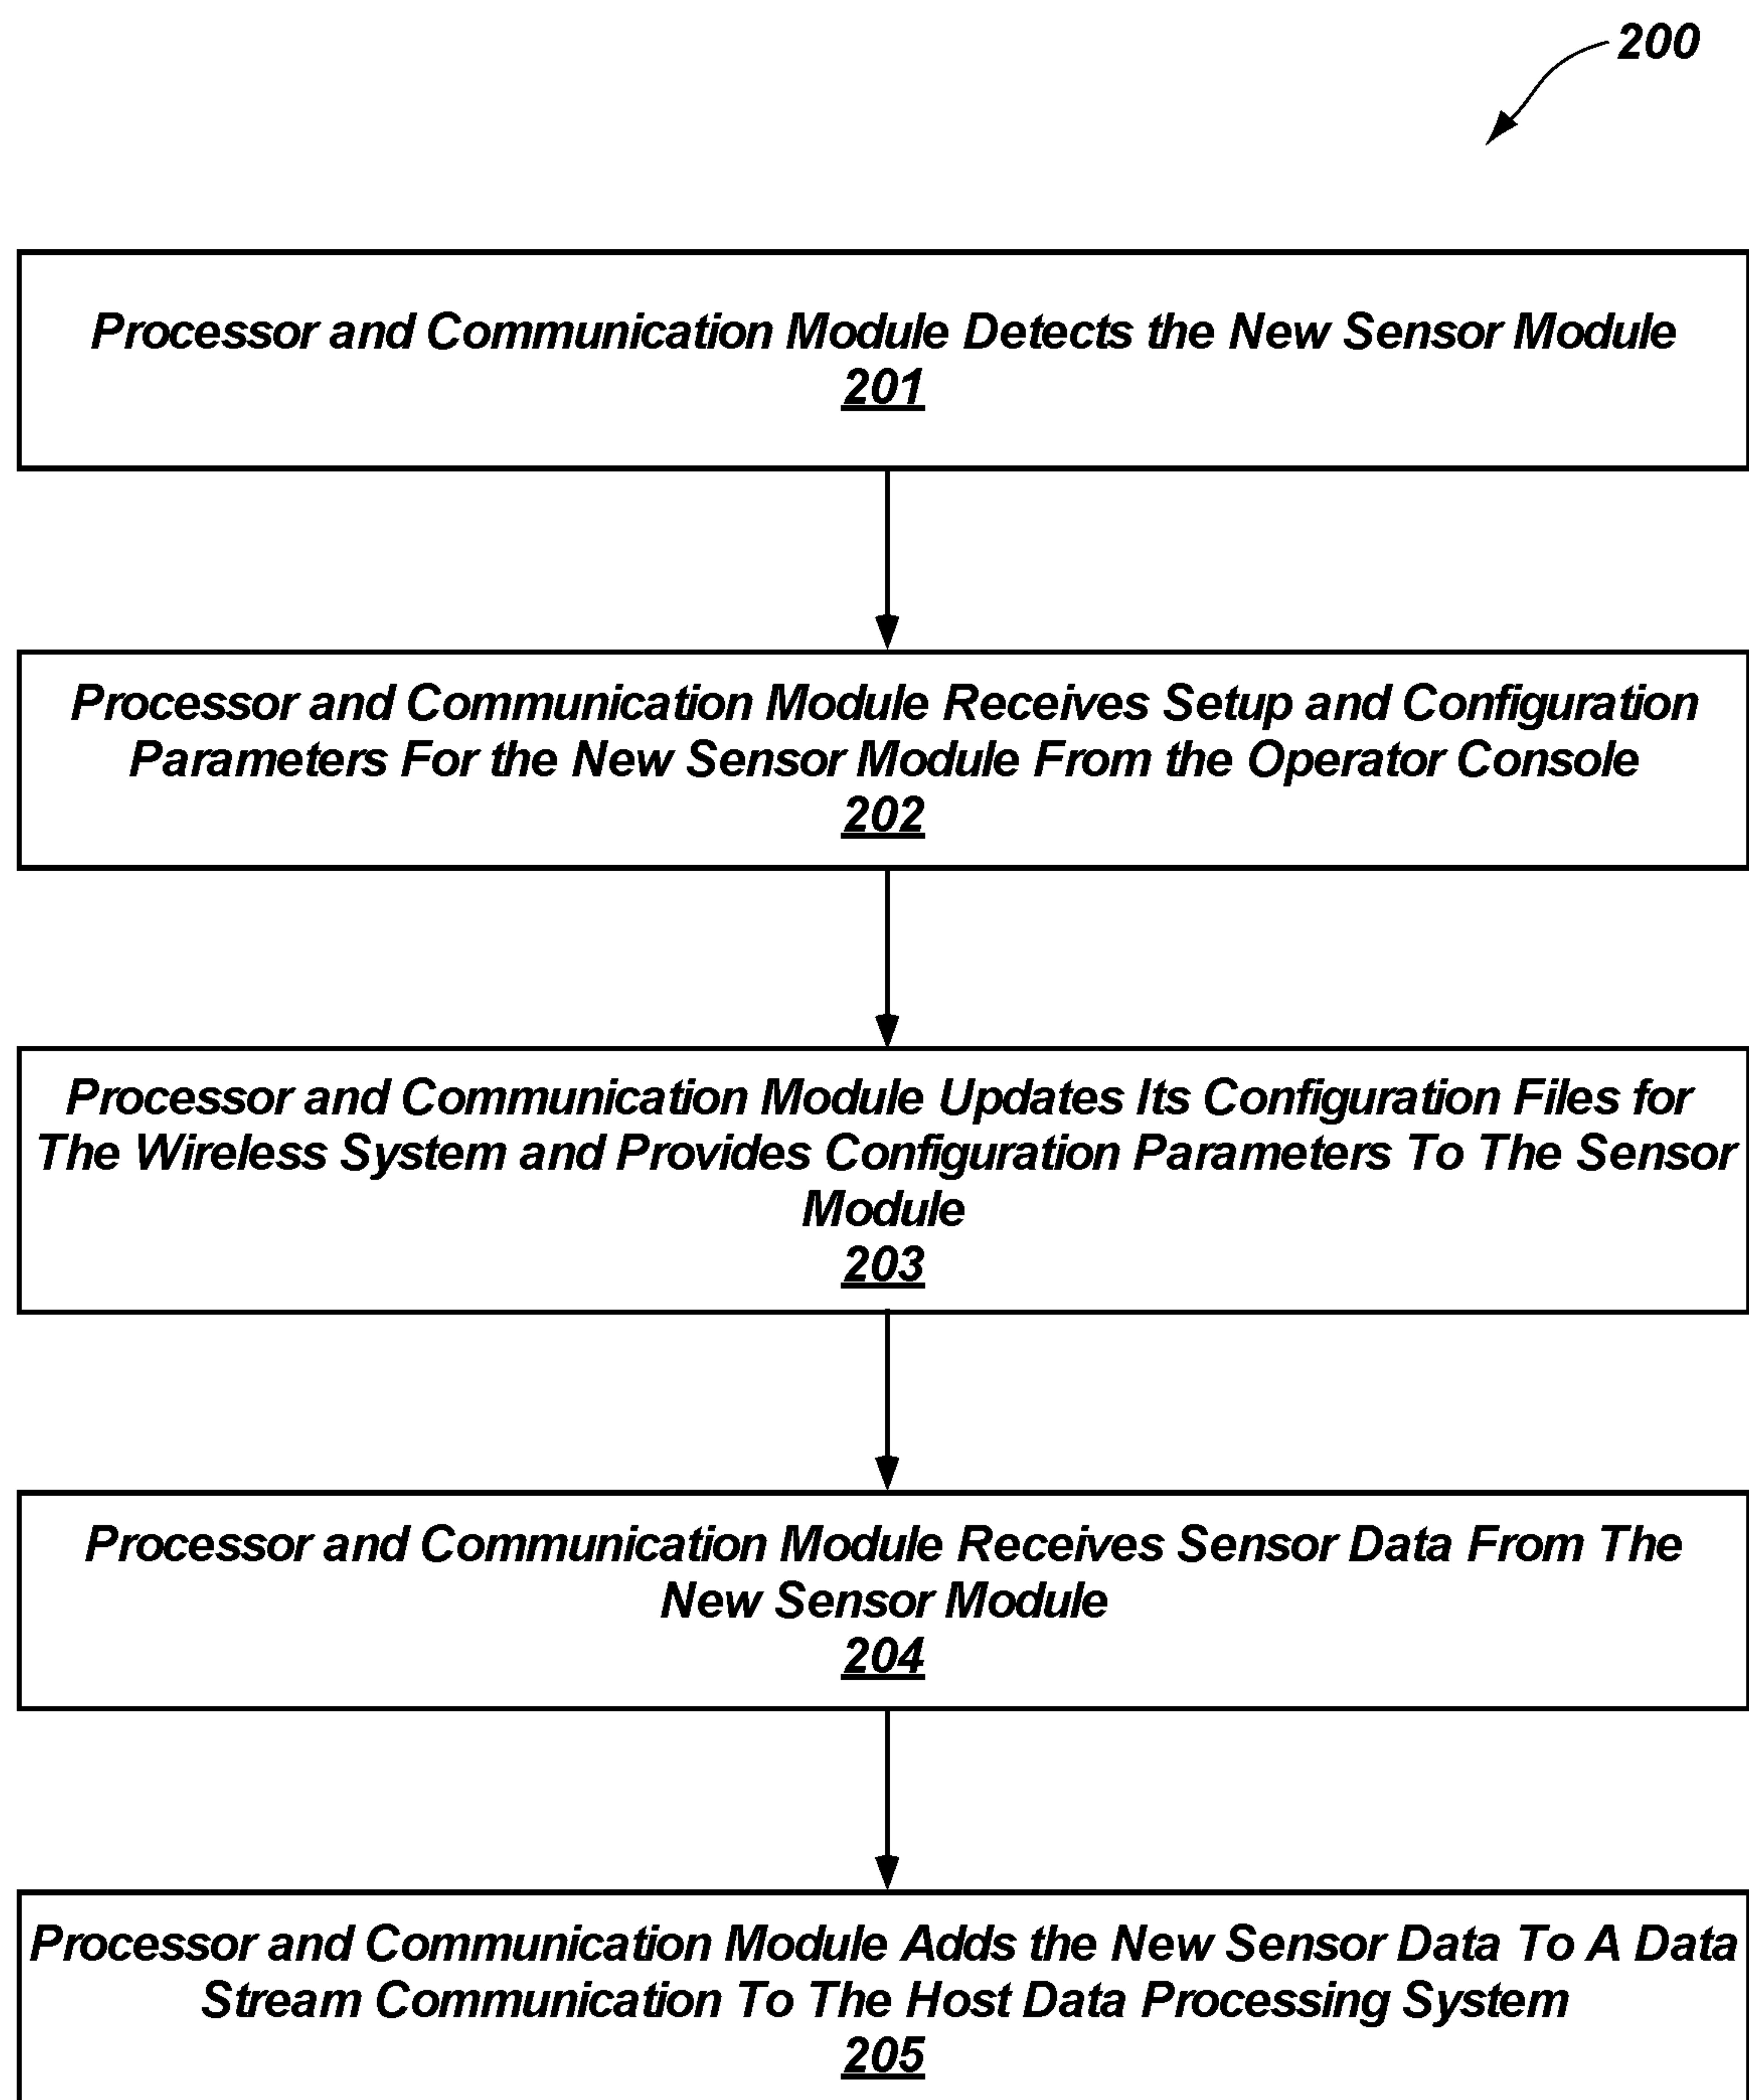 200
Processor and Communication Module Detects the New Sensor Module
201
Processor and Communication Module Receives Setup and Configuration
Parameters For the New Sensor Module From the Operator Console
202
Processor and Communication Module Updates Its Configuration Files for
The Wireless System and Provides Configuration Parameters To The Sensor
Module
203
Processor and Communication Module Receives Sensor Data From The
New Sensor Module
204
Processor and Communication Module Adds the New Sensor Data To A Data
Stream Communication To The Host Data Processing System
205